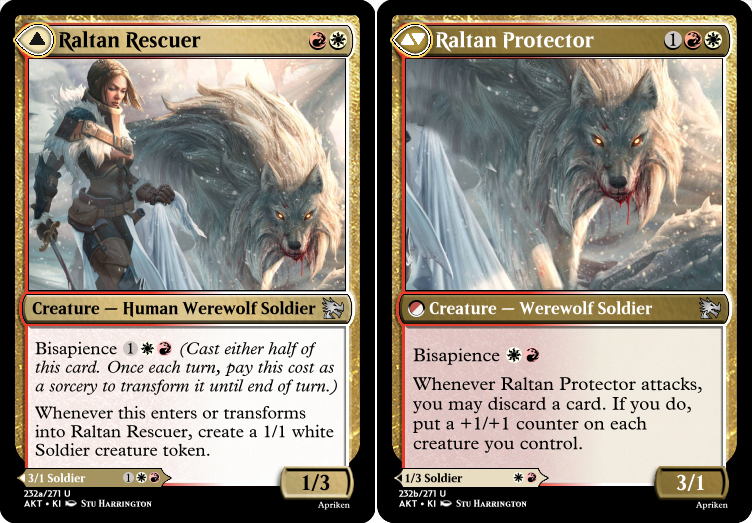 Raltan Rescuer
Creature — Human Werewolf Soldier
Bisapience 1 (Cast either half of
this card. Once each turn, pay this cost as
a sorcery to transform it until end of turn.)
Whenever this enters or transforms
into Raltan Rescuer, create a 1/1 white
Soldier creature token.
3/1 Soldier 1
1/3
232a/271 U
AKT • KI Stu Harrington
Apriken
Raltan Protector 1
Creature — Werewolf Soldier
Bisapience
Whenever Raltan Protector attacks,
you may discard a card. If you do,
put a +1/+1 counter on each
creature you control.
1/3 Soldier
3/1
232b/271 U
AKT • KI Stu Harrington
Apriken